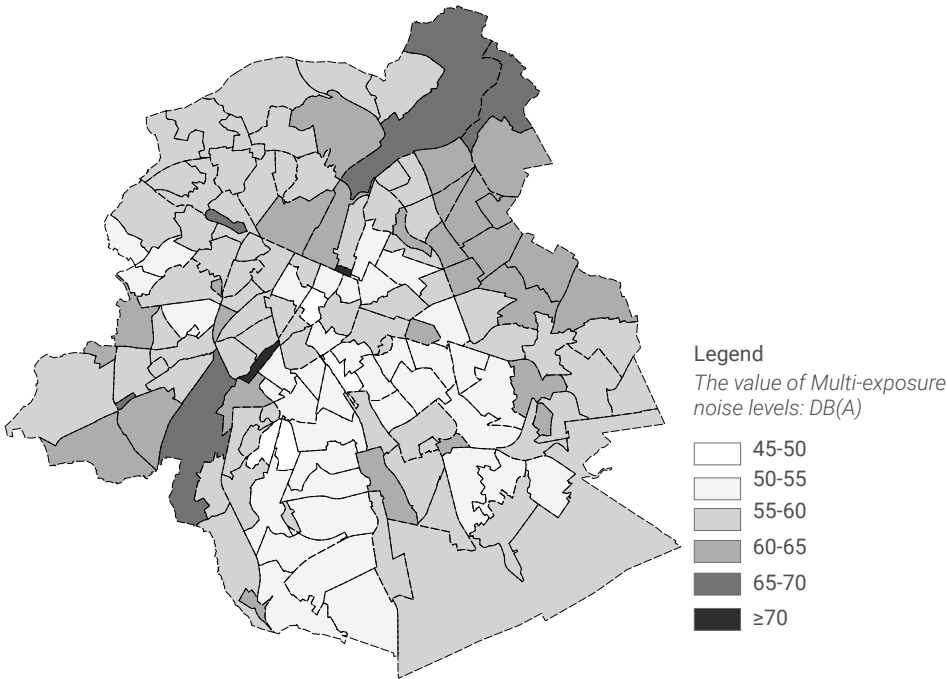 Legend
The value of Multi-exposure
noise levels: DB(A)
45-50
50-55
55-60
60-65
65-70
≥70